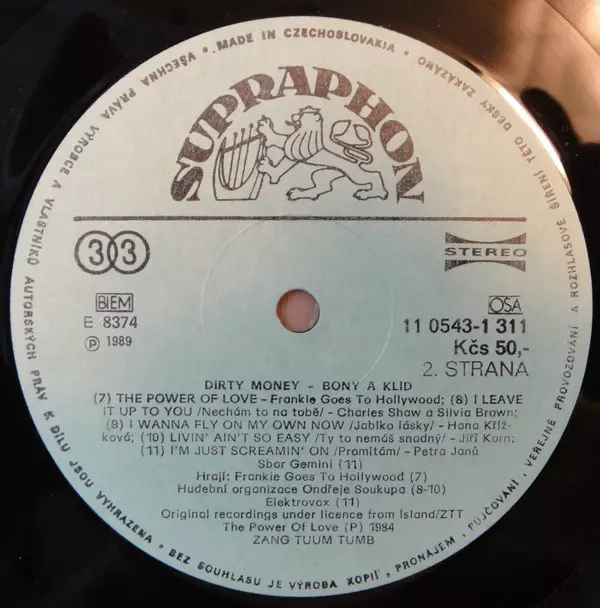 MADE IN CZECHOSLOVAKIA • VŠECHNA PRÁVA VÝROBCE A VLASTNÍKŮ AUTORSKÝCH PRÁV K DÍLU JSOU VYHRAZENA • BEZ SOUHLASU JE VÝROBA KOPIÍ, PRONÁJEM, PŮJČOVÁNÍ, VEŘEJNÉ PROVOZOVÁNÍ A ROZHLASOVÉ ŠÍŘENÍ TÉTO DESKY ZAKÁZÁNO •
SUPRAPHON
33
STEREO
BIEM
OSA
E 8374
11 0543-1 311
P 1989
Kčs 50,-
2. STRANA
DIRTY MONEY - BONY A KLID
(7) THE POWER OF LOVE - Frankie Goes To Hollywood; (8) I LEAVE
IT UP TO YOU /Nechám to na tobě/ - Charles Shaw a Silvia Brown;
(9) I WANNA FLY ON MY OWN NOW /Jablko lásky/ - Hana Kříž-
ková; (10) LIVIN' AIN'T SO EASY /Ty to nemáš snadný/ - Jiří Korn;
(11) I'M JUST SCREAMIN' ON /Promítám/ - Petra Janů
Sbor Gemini (11)
Hrají: Frankie Goes To Hollywood (7)
Hudební organizace Ondřeje Soukupa (8-10)
Elektrovox (11)
Original recordings under licence from Island/ZTT
The Power Of Love (P) 1984
ZANG TUUM TUMB